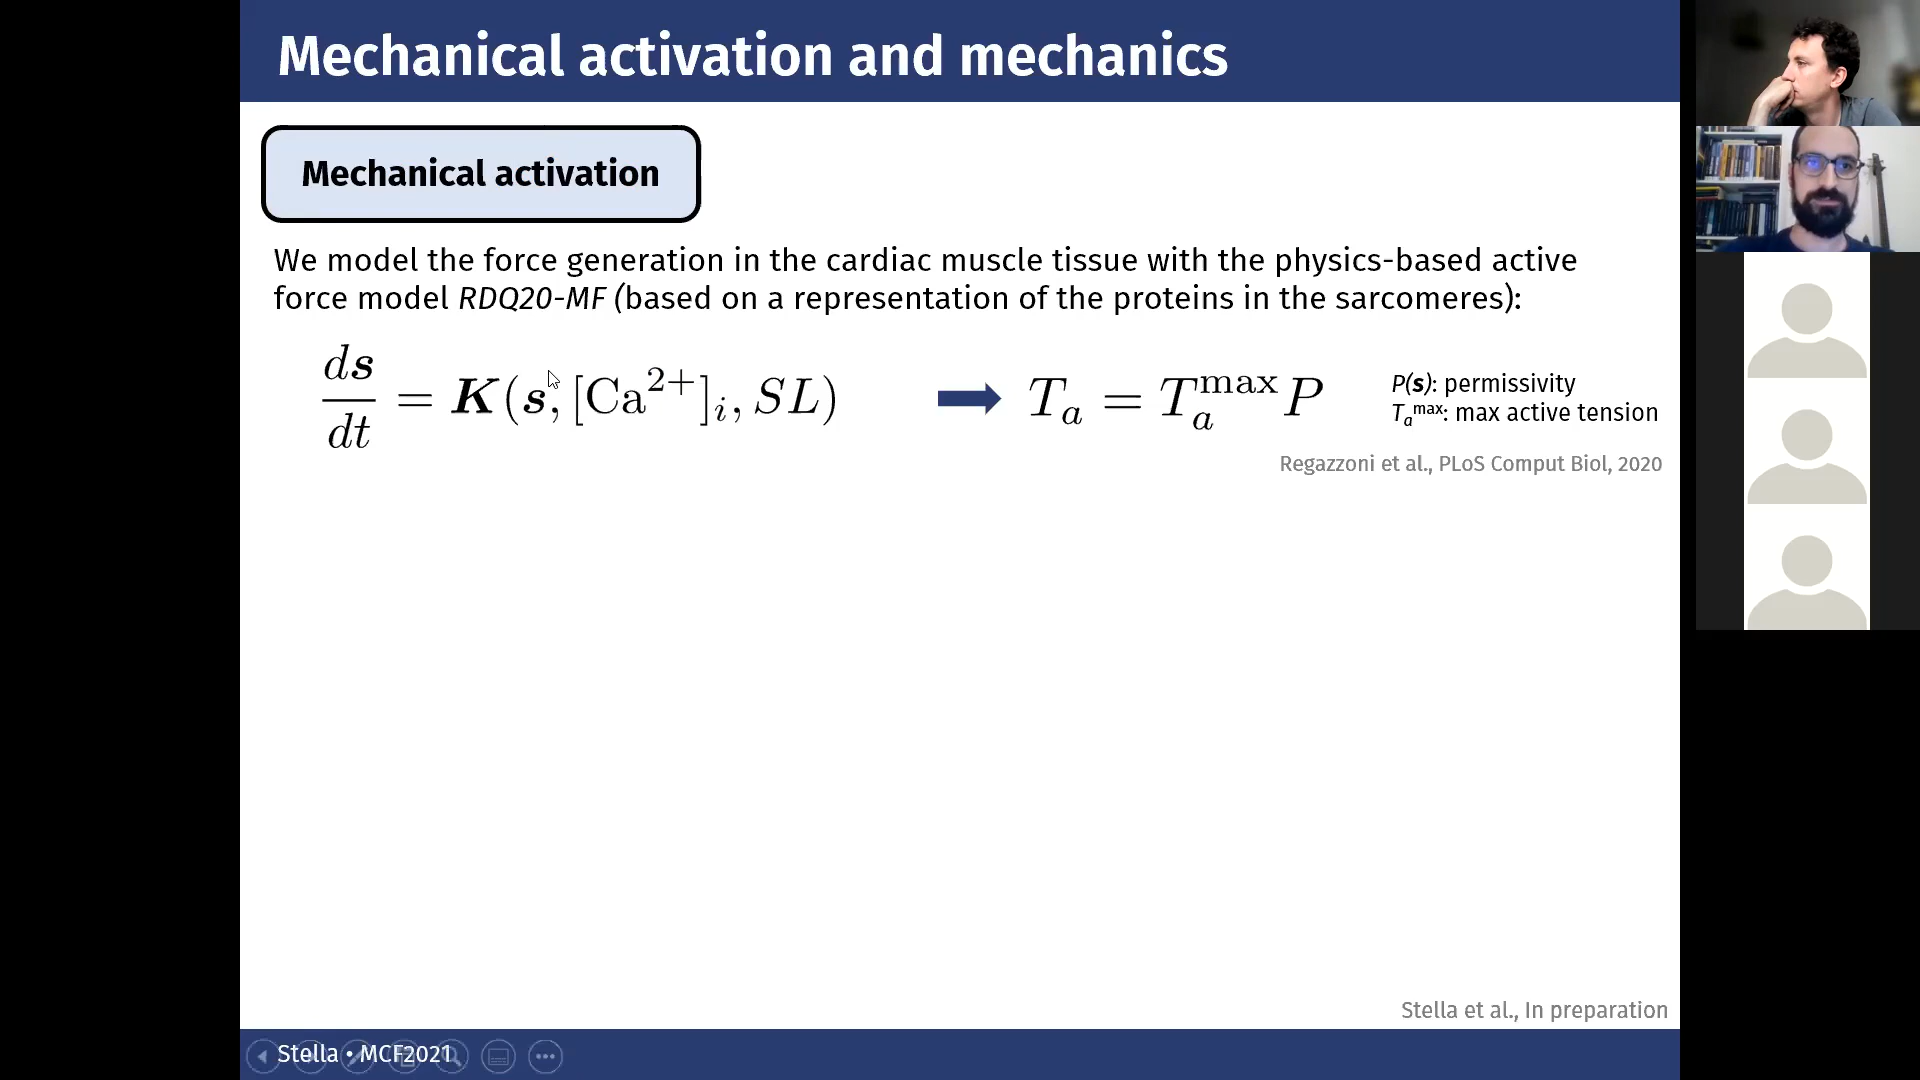 Mechanical activation and mechanics
Mechanical activation
We model the force generation in the cardiac muscle tissue with the physics-based active
force model RDQ20-MF (based on a representation of the proteins in the sarcomeres):
ds/dt = K(s, [Ca²⁺]ᵢ, SL)
Tₐ = Tₐᵐᵃˣ P
P(s): permissivity
Tₐᵐᵃˣ: max active tension
Regazzoni et al., PLoS Comput Biol, 2020
Stella et al., In preparation
Stella • MCF2021